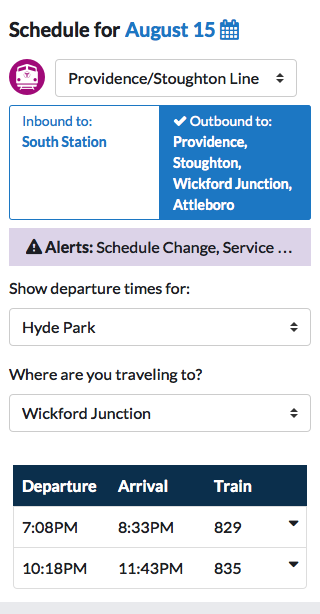 Schedule for August 15
Providence/Stoughton Line
Inbound to:
South Station
Outbound to:
Providence,
Stoughton,
Wickford Junction,
Attleboro
Alerts: Schedule Change, Service ...
Show departure times for:
Hyde Park
Where are you traveling to?
Wickford Junction
Departure Arrival Train
7:08PM 8:33PM 829
10:18PM 11:43PM 835